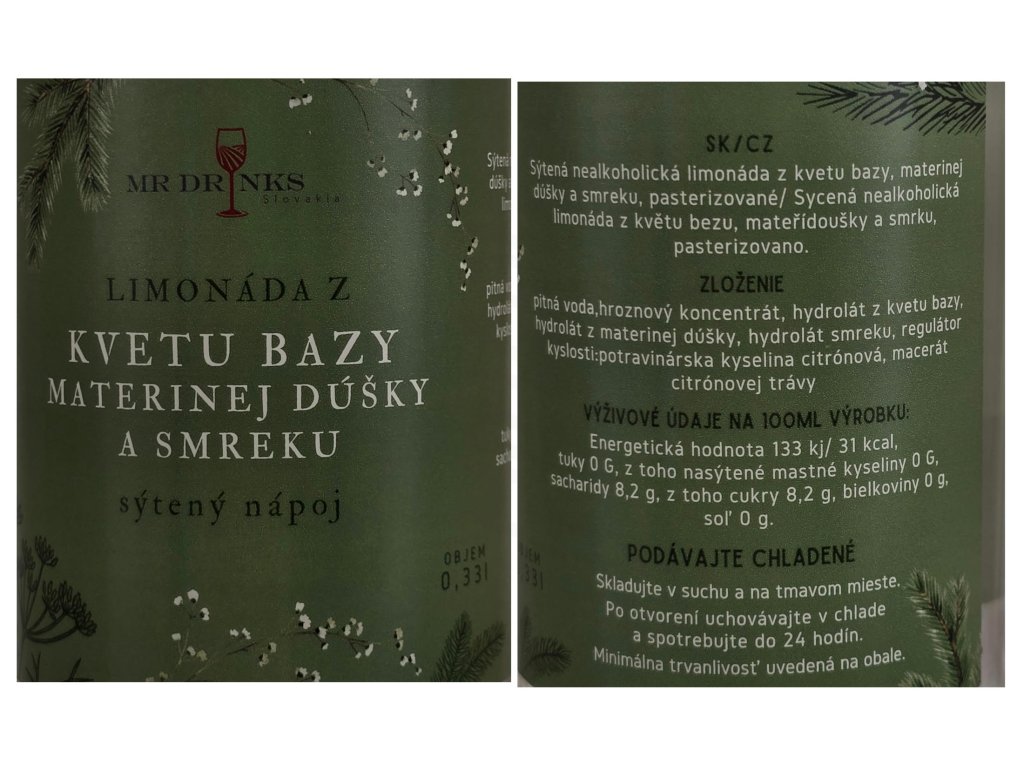 MR DRINKS
Slovakia
LIMONÁDA Z
KVETU BAZY
MATERINEJ DÚŠKY
A SMREKU
sýtený nápoj
OBJEM
0,33l
SK/CZ
Sýtená nealkoholická limonáda z kvetu bazy, materinej
dúšky a smreku, pasterizované/ Sycená nealkoholická
limonáda z květu bezu, mateřídoušky a smrku,
pasterizovano.
ZLOŽENIE
pitná voda,hroznový koncentrát, hydrolát z kvetu bazy,
hydrolát z materinej dúšky, hydrolát smreku, regulátor
kyslosti:potravinárska kyselina citrónová, macerát
citrónovej trávy
VÝŽIVOVÉ ÚDAJE NA 100ML VÝROBKU:
Energetická hodnota 133 kj/ 31 kcal,
tuky 0 G, z toho nasýtené mastné kyseliny 0 G,
sacharidy 8,2 g, z toho cukry 8,2 g, bielkoviny 0 g,
soľ 0 g.
PODÁVAJTE CHLADENÉ
Skladujte v suchu a na tmavom mieste.
Po otvorení uchovávajte v chlade
a spotrebujte do 24 hodín.
Minimálna trvanlivosť uvedená na obale.